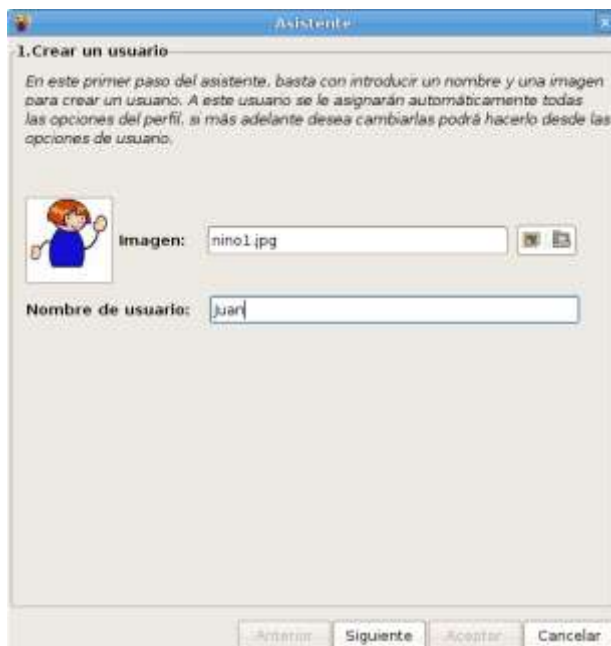 Asistente
1.Crear un usuario
En este primer paso del asistente, basta con introducir un nombre y una imagen
para crear un usuario. A este usuario se le asignarán automáticamente todas
las opciones del perfil, si más adelante desea cambiarlas podrá hacerlo desde las
opciones de usuario.
Imagen: nino1.jpg
Nombre de usuario: Juan
Anterior Siguiente Aceptar Cancelar